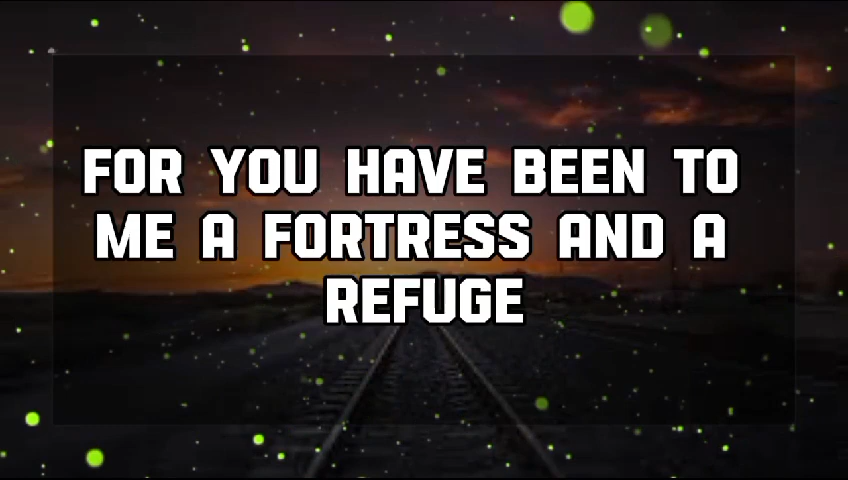 FOR YOU HAVE BEEN TO
ME A FORTRESS AND A
REFUGE